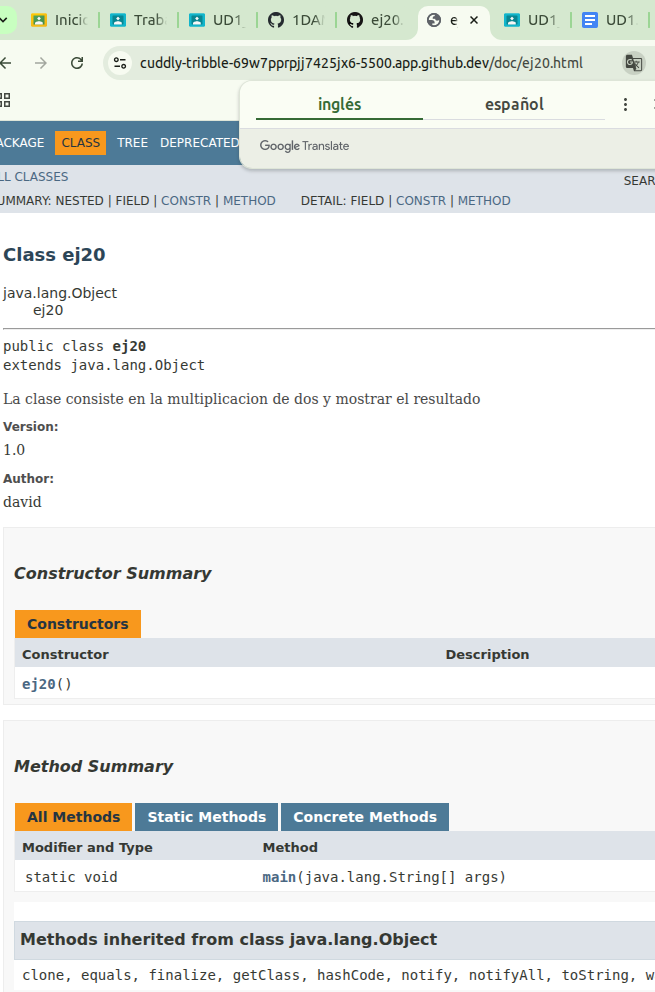 Inicio
Trab
UD1_
1DAM
ej20.
e
UD1
UD1
cuddly-tribble-69w7pprpjj7425jx6-5500.app.github.dev/doc/ej20.html
inglés español
Google Translate
ACKAGE CLASS TREE DEPRECATED
LL CLASSES
SEAR
UMMARY: NESTED | FIELD | CONSTR | METHOD DETAIL: FIELD | CONSTR | METHOD
Class ej20
java.lang.Object
ej20
public class ej20
extends java.lang.Object
La clase consiste en la multiplicacion de dos y mostrar el resultado
Version:
1.0
Author:
david
Constructor Summary
Constructors
Constructor Description
ej20()
Method Summary
All Methods Static Methods Concrete Methods
Modifier and Type Method
static void main(java.lang.String[] args)
Methods inherited from class java.lang.Object
clone, equals, finalize, getClass, hashCode, notify, notifyAll, toString, w